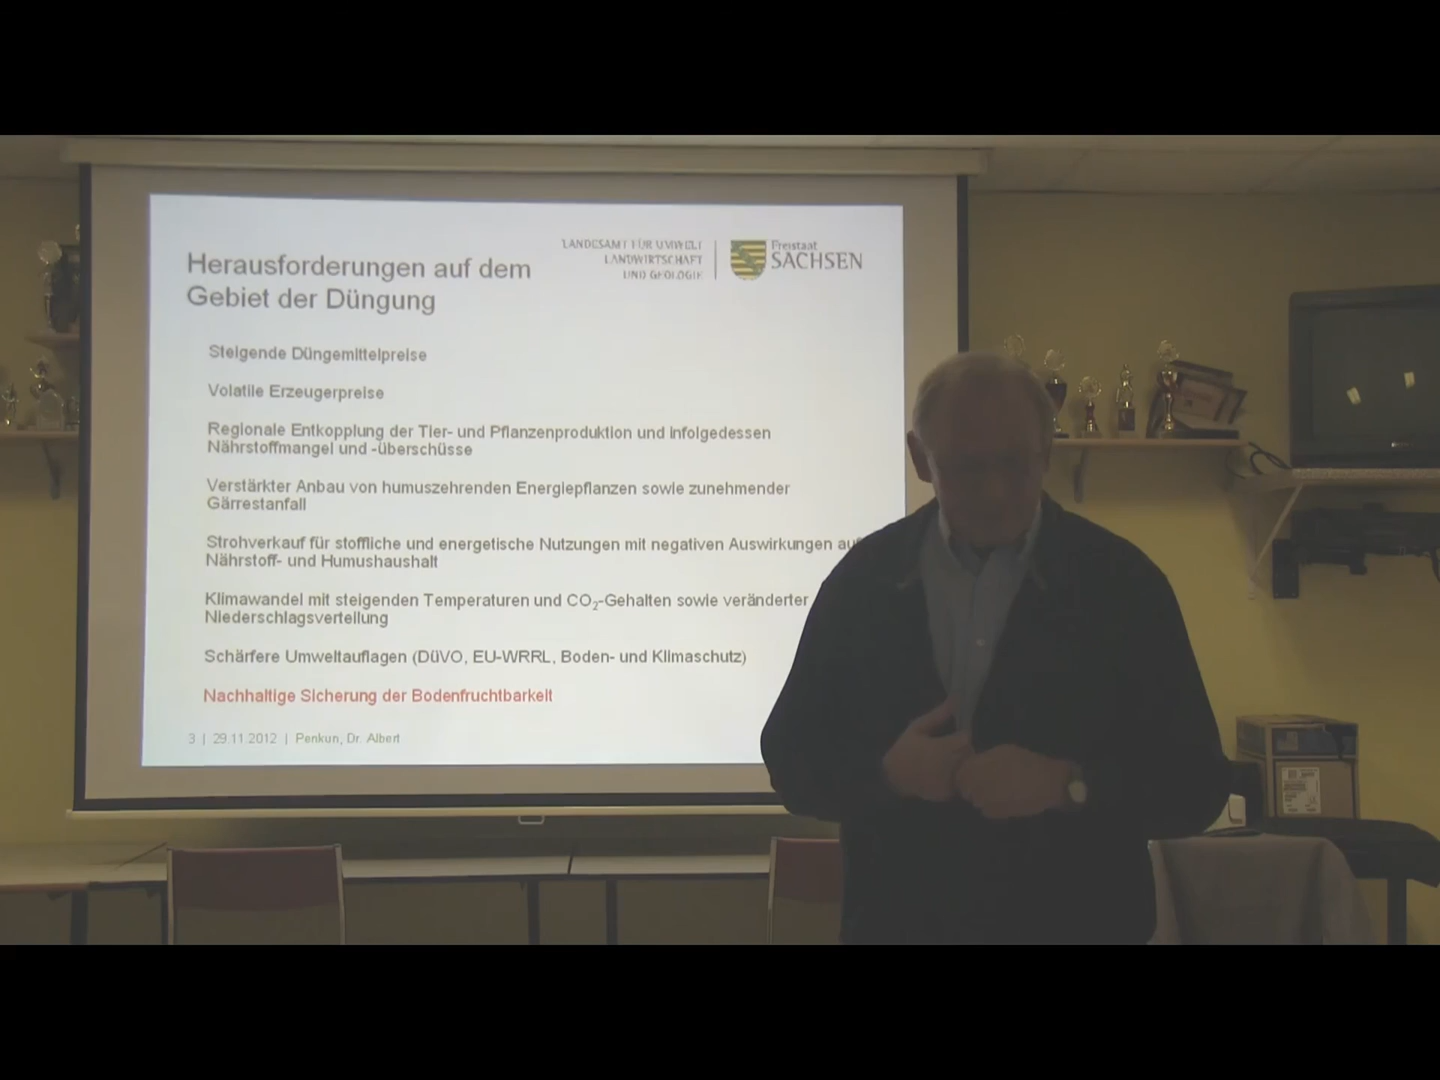 Herausforderungen auf dem
Gebiet der Düngung
LANDESAMT FÜR UMWELT
LANDWIRTSCHAFT
UND GEOLOGIE
Freistaat
SACHSEN
Steigende Düngemittelpreise
Volatile Erzeugerpreise
Regionale Entkopplung der Tier- und Pflanzenproduktion und infolgedessen
Nährstoffmangel und -überschüsse
Verstärkter Anbau von humuszehrenden Energiepflanzen sowie zunehmender
Gärrestanfall
Strohverkauf für stoffliche und energetische Nutzungen mit negativen Auswirkungen auf
Nährstoff- und Humushaushalt
Klimawandel mit steigenden Temperaturen und CO₂-Gehalten sowie veränderter
Niederschlagsverteilung
Schärfere Umweltauflagen (DüVO, EU-WRRL, Boden- und Klimaschutz)
Nachhaltige Sicherung der Bodenfruchtbarkeit
3 | 29.11.2012 | Penkun, Dr. Albert